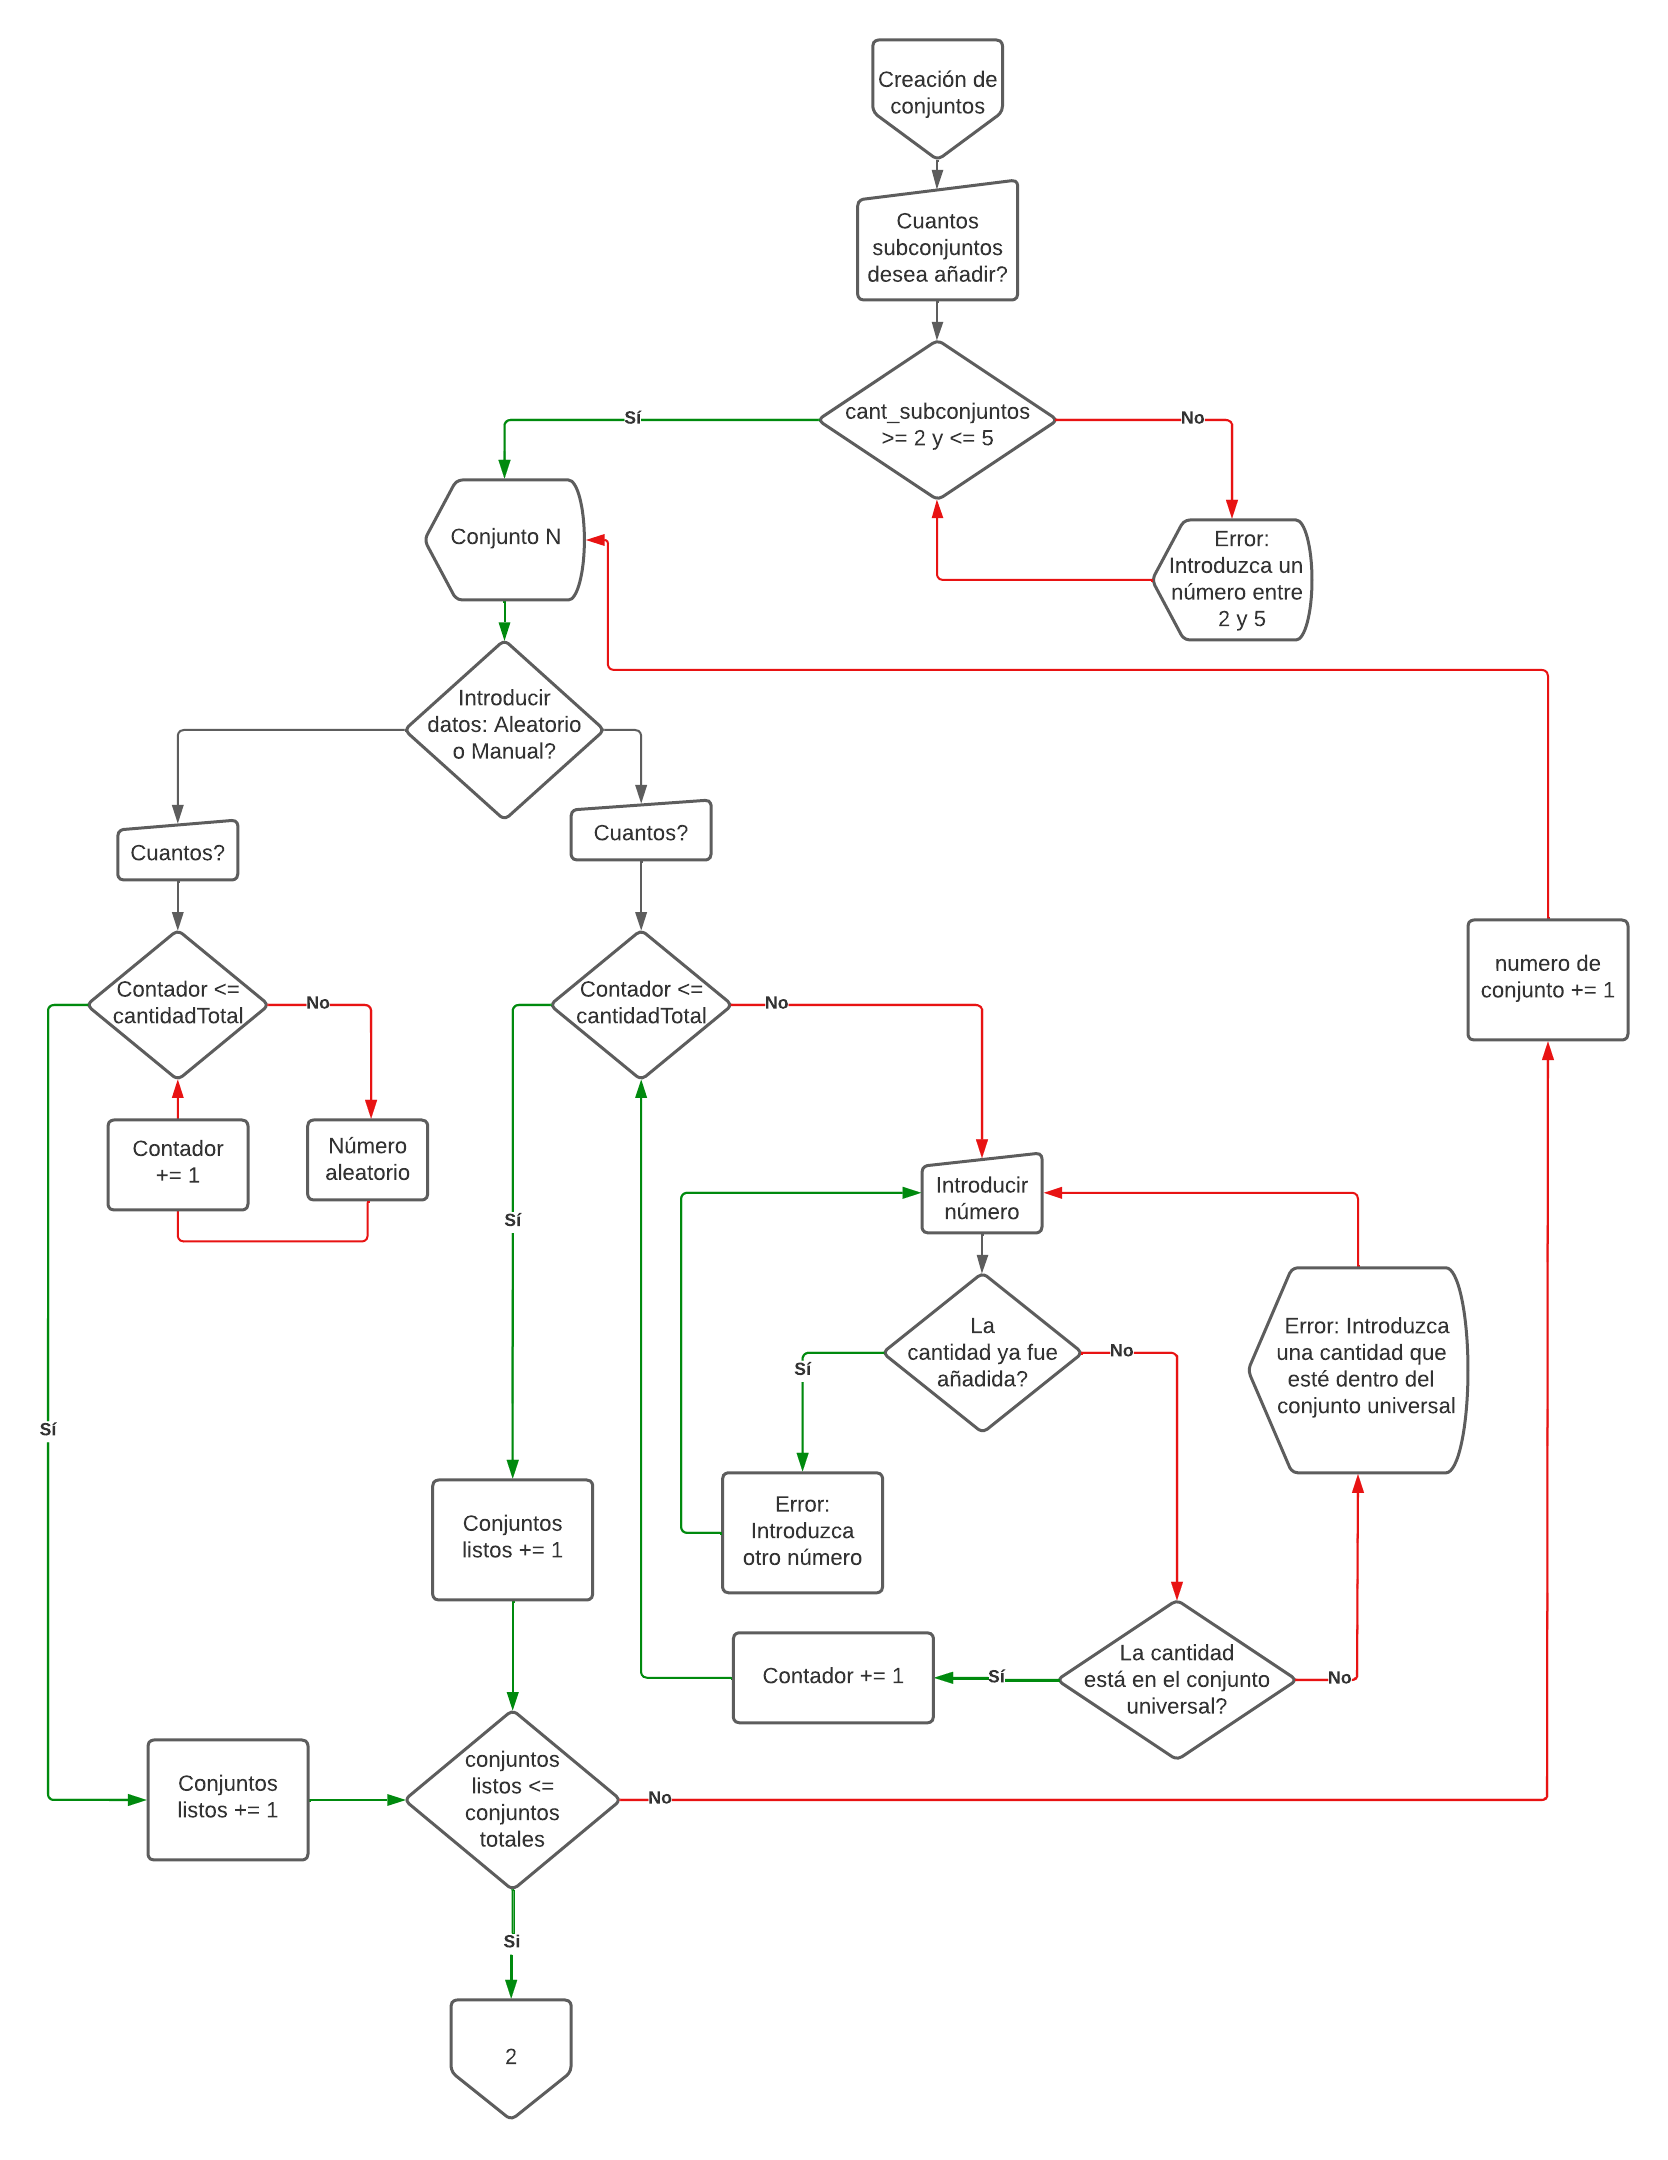 Creación de
conjuntos
Cuantos
subconjuntos
desea añadir?
cant_subconjuntos
>= 2 y <= 5
Sí
No
Conjunto N
Error:
Introduzca un
número entre
2 y 5
Introducir
datos: Aleatorio
o Manual?
Cuantos?
Cuantos?
Contador <=
cantidadTotal
No
Contador <=
cantidadTotal
No
numero de
conjunto += 1
Contador
+= 1
Número
aleatorio
Introducir
número
Sí
La
cantidad ya fue
añadida?
Sí
No
Error: Introduzca
una cantidad que
esté dentro del
conjunto universal
Sí
Conjuntos
listos += 1
Error:
Introduzca
otro número
Contador += 1
Sí
La cantidad
está en el conjunto
universal?
No
Conjuntos
listos += 1
conjuntos
listos <=
conjuntos
totales
No
Si
2